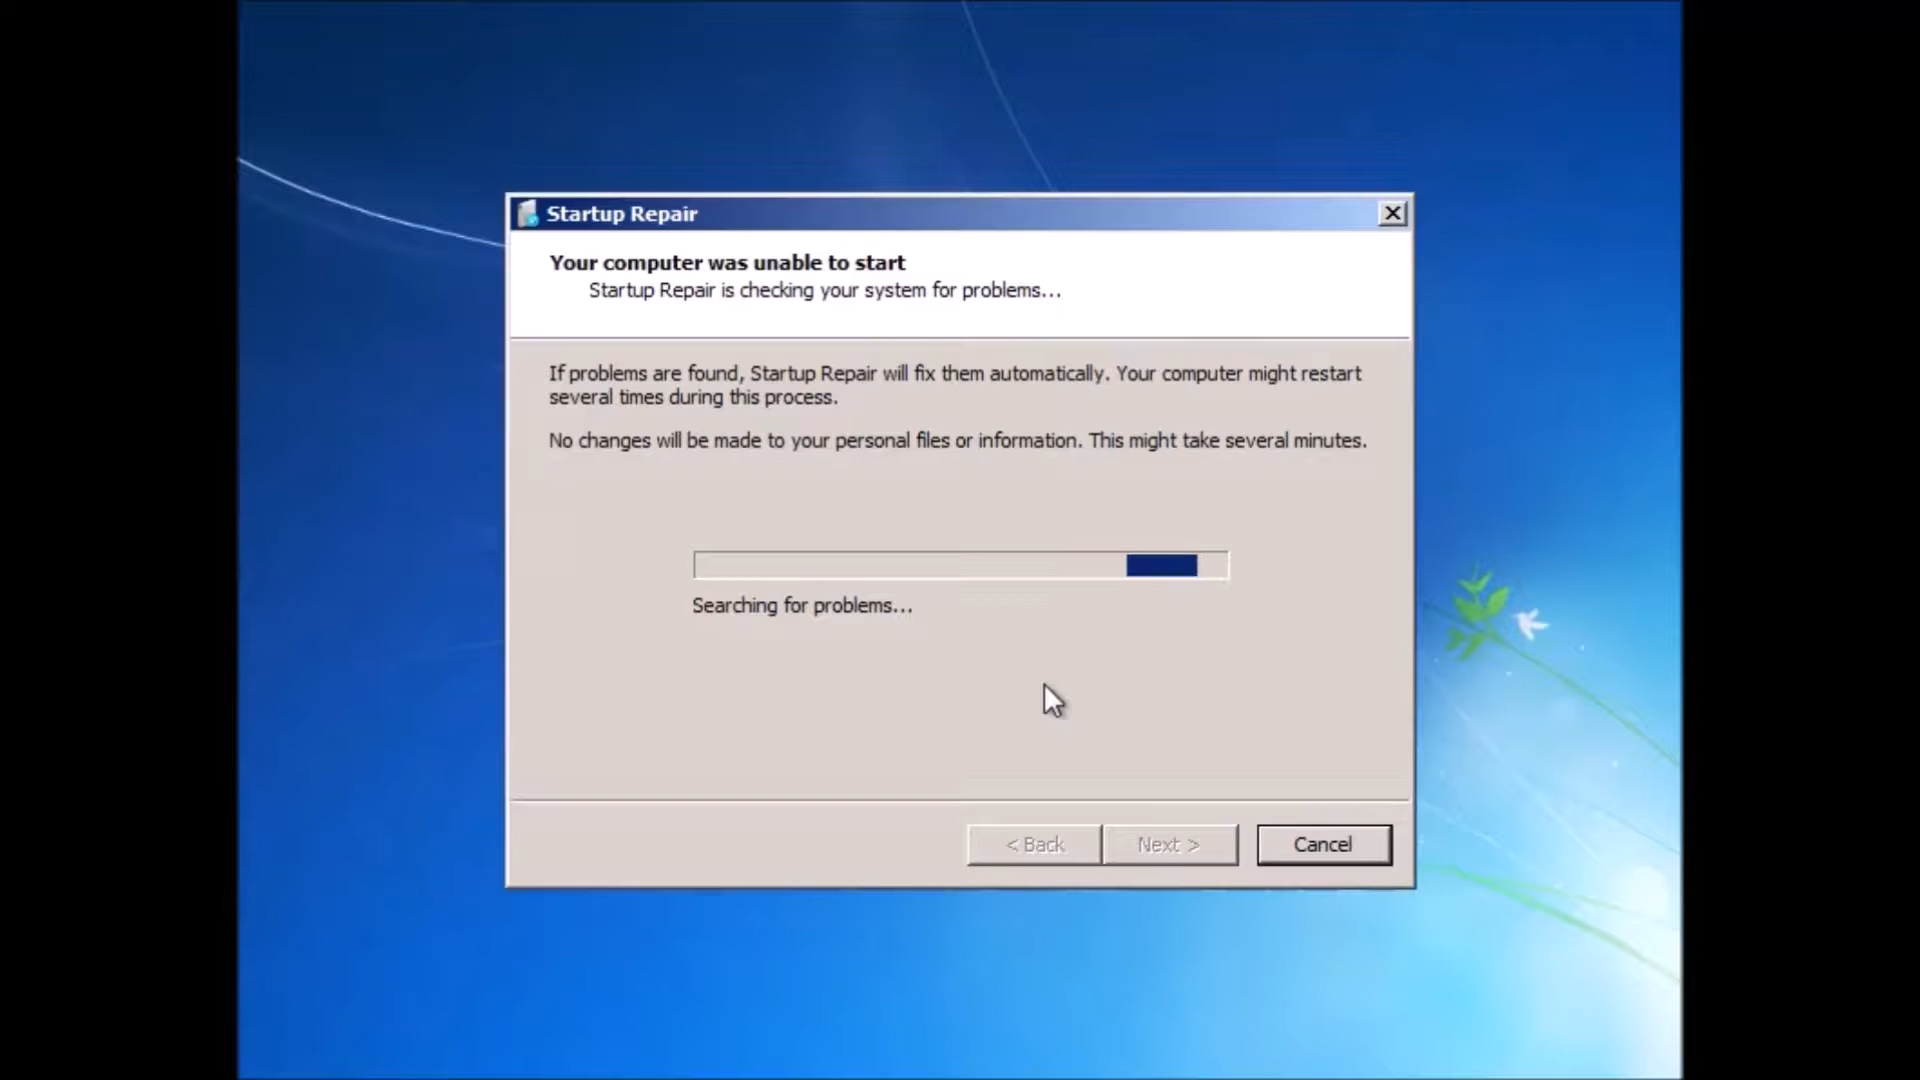 Startup Repair
Your computer was unable to start
Startup Repair is checking your system for problems...
If problems are found, Startup Repair will fix them automatically. Your computer might restart
several times during this process.
No changes will be made to your personal files or information. This might take several minutes.
Searching for problems...
< Back Next > Cancel